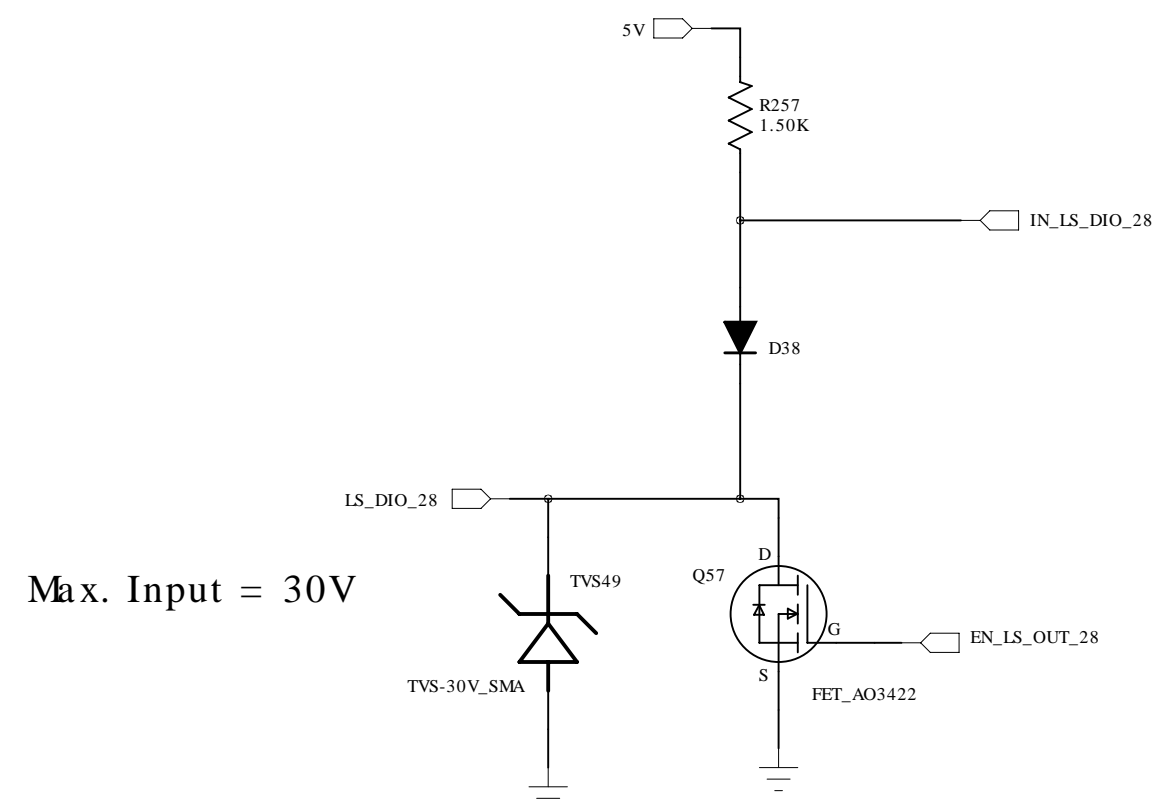 5V
R257
1.50K
IN_LS_DIO_28
D38
LS_DIO_28
D
Q57
TVS49
Max. Input = 30V
G
EN_LS_OUT_28
S
TVS-30V_SMA
FET_AO3422